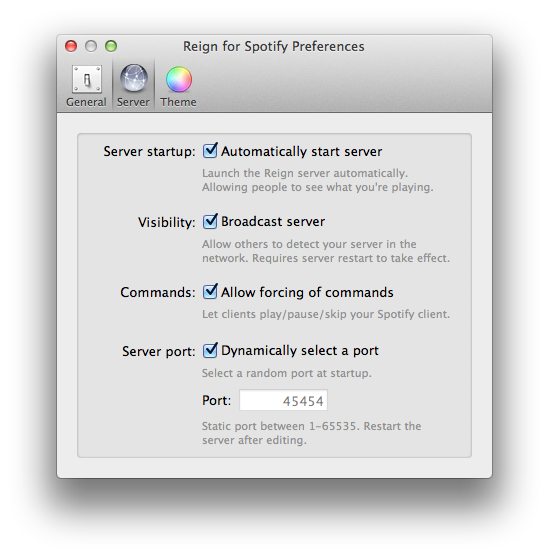 Reign for Spotify Preferences
General Server Theme
Server startup: Automatically start server
Launch the Reign server automatically.
Allowing people to see what you're playing.
Visibility: Broadcast server
Allow others to detect your server in the
network. Requires server restart to take effect.
Commands: Allow forcing of commands
Let clients play/pause/skip your Spotify client.
Server port: Dynamically select a port
Select a random port at startup.
Port: 45454
Static port between 1-65535. Restart the
server after editing.